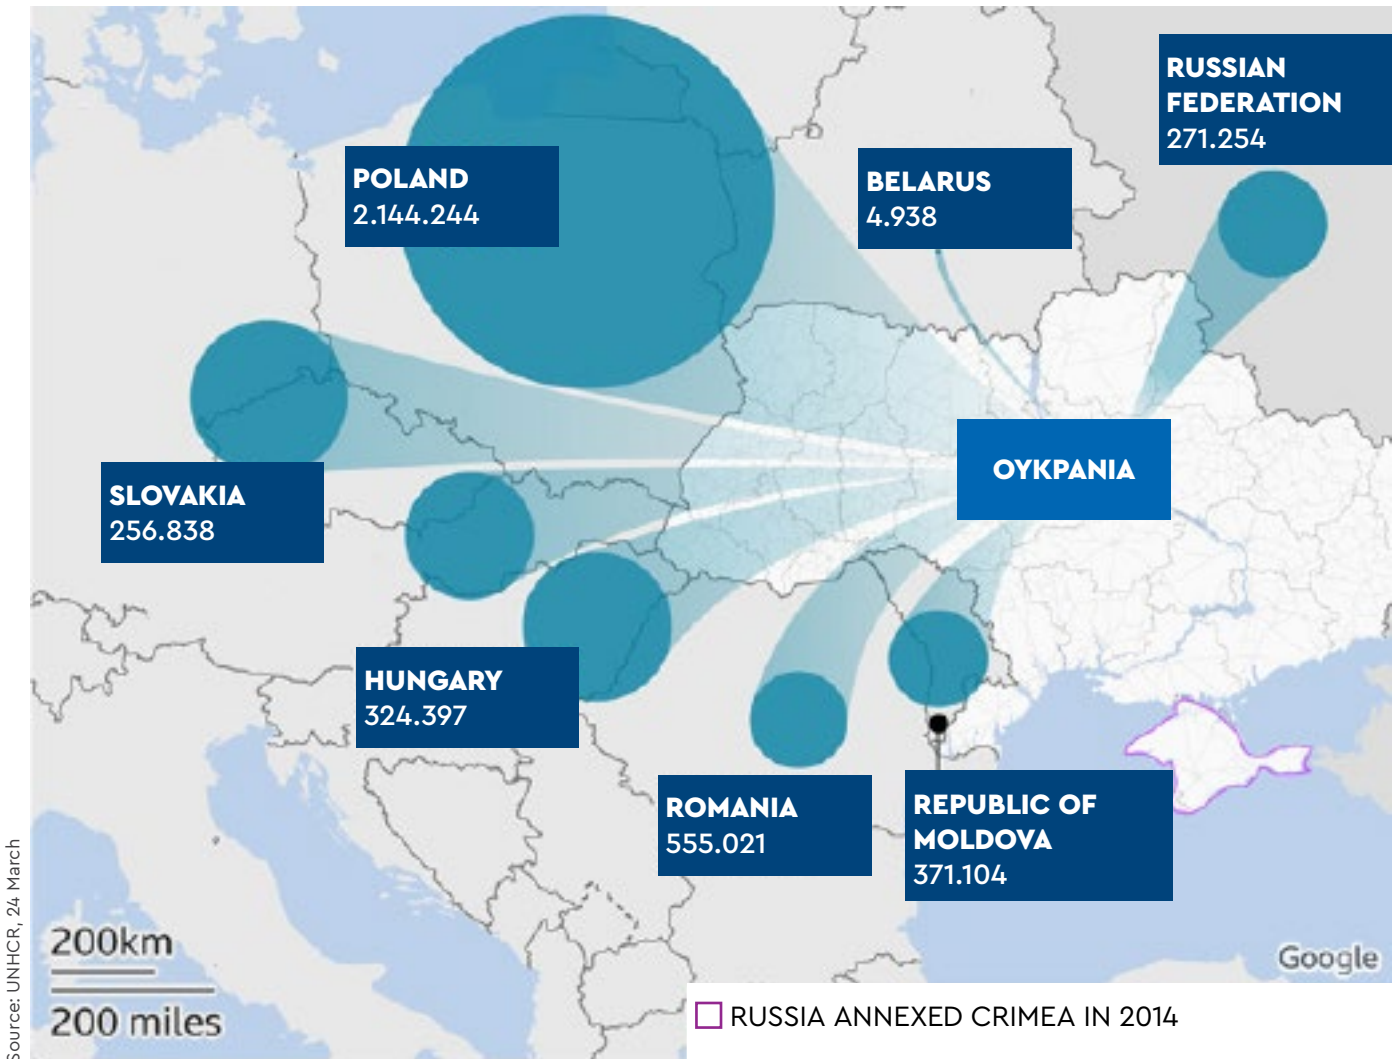 RUSSIAN
FEDERATION
271.254
POLAND
2.144.244
BELARUS
4.938
OYKPANIA
SLOVAKIA
256.838
HUNGARY
324.397
ROMANIA
555.021
REPUBLIC OF
MOLDOVA
371.104
Source: UNHCR, 24 March
200km
200 miles
Google
RUSSIA ANNEXED CRIMEA IN 2014